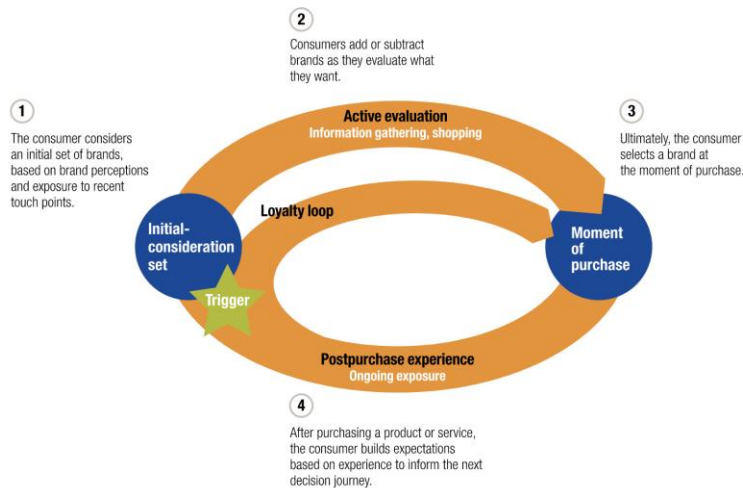 2
Consumers add or subtract
brands as they evaluate what
they want.
1
The consumer considers
an initial set of brands,
based on brand perceptions
and exposure to recent
touch points.
3
Ultimately, the consumer
selects a brand at
the moment of purchase.
Active evaluation
Information gathering, shopping
Loyalty loop
Initial-
consideration
set
Trigger
Moment
of
purchase
Postpurchase experience
Ongoing exposure
4
After purchasing a product or service,
the consumer builds expectations
based on experience to inform the next
decision journey.